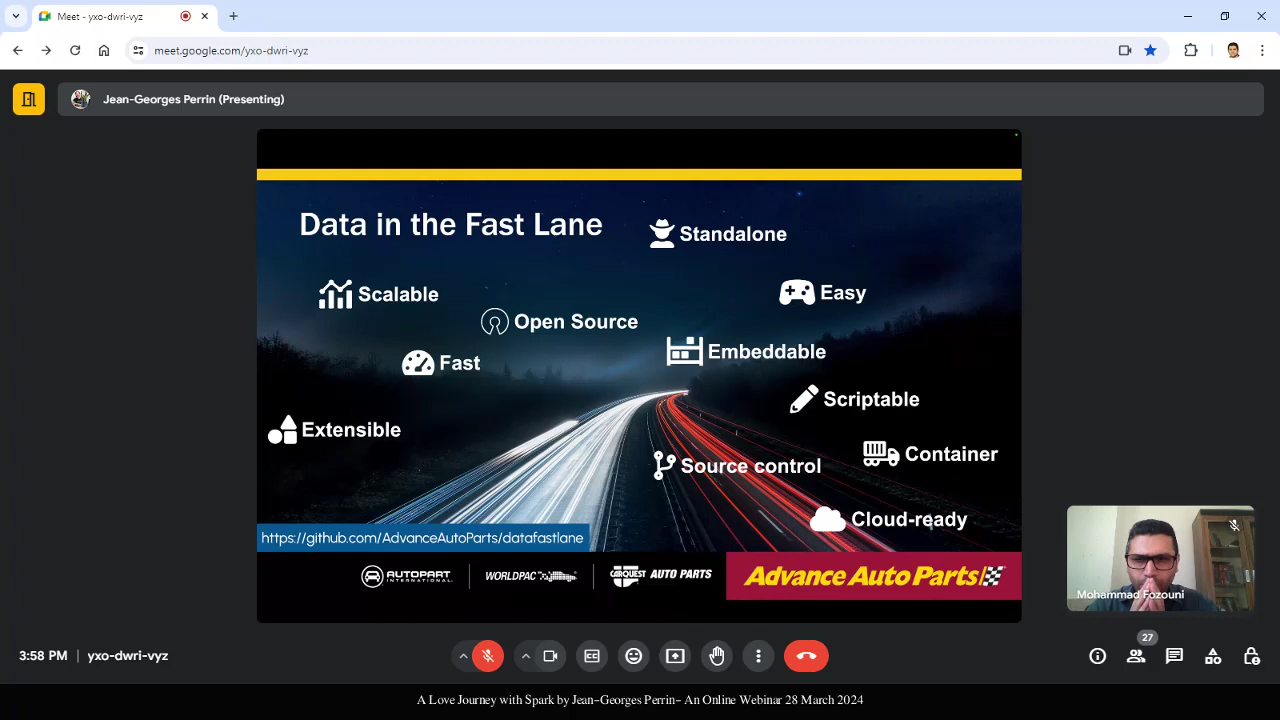 Meet - yxo-dwri-vyz
meet.google.com/yxo-dwri-vyz
Jean-Georges Perrin (Presenting)
Data in the Fast Lane
Standalone
Scalable
Easy
Open Source
Embeddable
Fast
Scriptable
Extensible
Container
Source control
Cloud-ready
https://github.com/AdvanceAutoParts/datafastlane
AUTOPART
INTERNATIONAL
WORLDPAC
CARQUEST AUTO PARTS
Advance Auto Parts
Mohammad Fozouni
27
3:58 PM | yxo-dwri-vyz
A Love Journey with Spark by Jean-Georges Perrin- An Online Webinar 28 March 2024